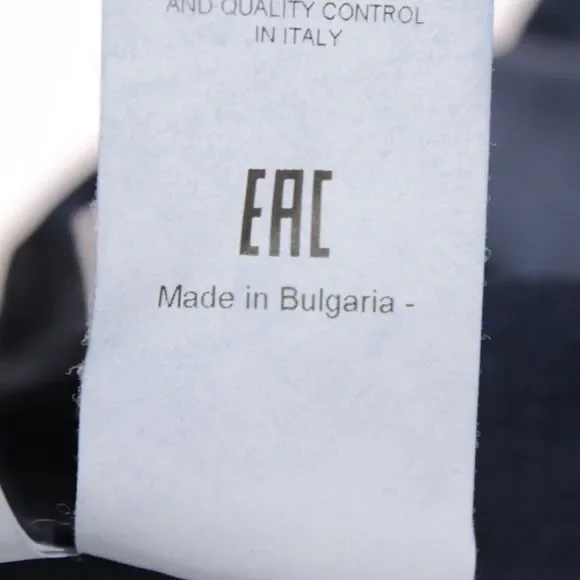 AND QUALITY CONTROL
IN ITALY
EAC
Made in Bulgaria -